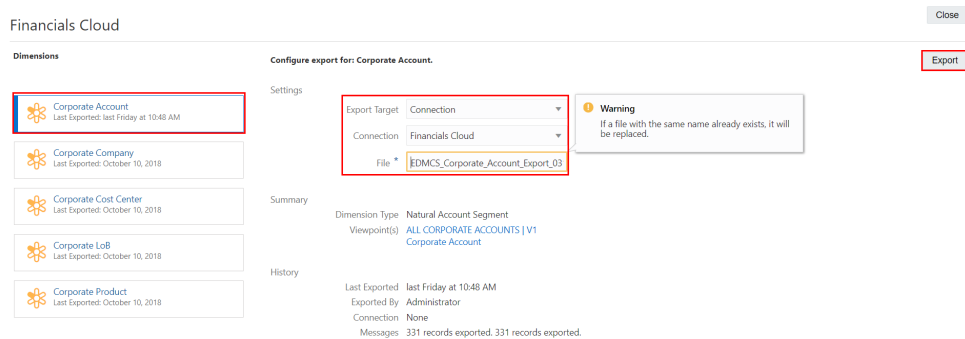 Close
Financials Cloud
Dimensions
Configure export for: Corporate Account.
Export
Corporate Account
Last Exported: last Friday at 10:48 AM
Corporate Company
Last Exported: October 10, 2018
Corporate Cost Center
Last Exported: October 10, 2018
Corporate LoB
Last Exported: October 10, 2018
Corporate Product
Last Exported: October 10, 2018
Settings
Export Target Connection
Connection Financials Cloud
File * EDMCS_Corporate_Account_Export_03
Warning
If a file with the same name already exists, it will
be replaced.
Summary
Dimension Type Natural Account Segment
Viewpoint(s) ALL CORPORATE ACCOUNTS | V1
Corporate Account
History
Last Exported last Friday at 10:48 AM
Exported By Administrator
Connection None
Messages 331 records exported. 331 records exported.